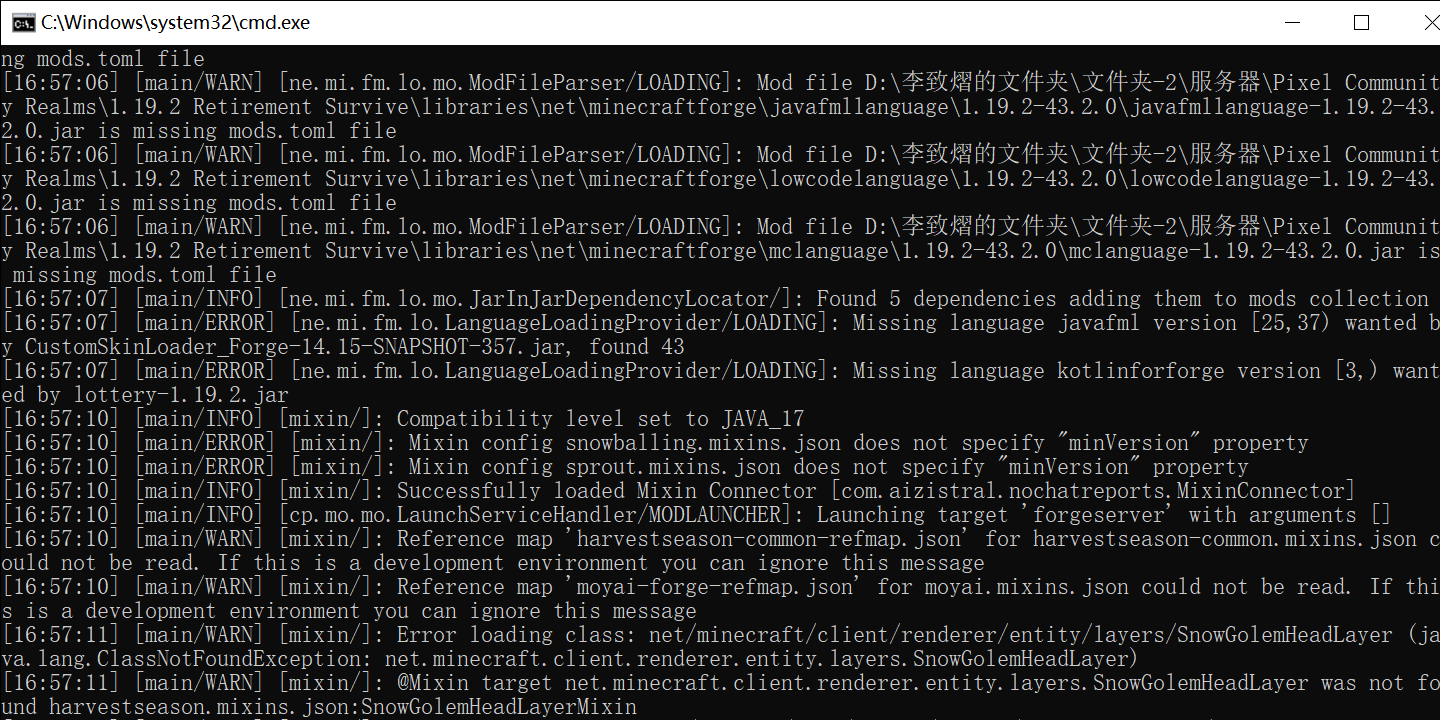 C:\Windows\system32\cmd.exe
ng mods.toml file
[16:57:06] [main/WARN] [ne.mi.fm.lo.mo.ModFileParser/LOADING]: Mod file D:\李致熠的文件夹\文件夹-2\服务器\Pixel Communit
y Realms\1.19.2 Retirement Survive\libraries\net\minecraftforge\javafmllanguage\1.19.2-43.2.0\javafmllanguage-1.19.2-43.
2.0.jar is missing mods.toml file
[16:57:06] [main/WARN] [ne.mi.fm.lo.mo.ModFileParser/LOADING]: Mod file D:\李致熠的文件夹\文件夹-2\服务器\Pixel Communit
y Realms\1.19.2 Retirement Survive\libraries\net\minecraftforge\lowcodelanguage\1.19.2-43.2.0\lowcodelanguage-1.19.2-43.
2.0.jar is missing mods.toml file
[16:57:06] [main/WARN] [ne.mi.fm.lo.mo.ModFileParser/LOADING]: Mod file D:\李致熠的文件夹\文件夹-2\服务器\Pixel Communit
y Realms\1.19.2 Retirement Survive\libraries\net\minecraftforge\mclanguage\1.19.2-43.2.0\mclanguage-1.19.2-43.2.0.jar is
 missing mods.toml file
[16:57:07] [main/INFO] [ne.mi.fm.lo.mo.JarInJarDependencyLocator/]: Found 5 dependencies adding them to mods collection
[16:57:07] [main/ERROR] [ne.mi.fm.lo.LanguageLoadingProvider/LOADING]: Missing language javafml version [25,37) wanted b
y CustomSkinLoader_Forge-14.15-SNAPSHOT-357.jar, found 43
[16:57:07] [main/ERROR] [ne.mi.fm.lo.LanguageLoadingProvider/LOADING]: Missing language kotlinforforge version [3,) want
ed by lottery-1.19.2.jar
[16:57:10] [main/INFO] [mixin/]: Compatibility level set to JAVA_17
[16:57:10] [main/ERROR] [mixin/]: Mixin config snowballing.mixins.json does not specify "minVersion" property
[16:57:10] [main/ERROR] [mixin/]: Mixin config sprout.mixins.json does not specify "minVersion" property
[16:57:10] [main/INFO] [mixin/]: Successfully loaded Mixin Connector [com.aizistral.nochatreports.MixinConnector]
[16:57:10] [main/INFO] [cp.mo.mo.LaunchServiceHandler/MODLAUNCHER]: Launching target 'forgeserver' with arguments []
[16:57:10] [main/WARN] [mixin/]: Reference map 'harvestseason-common-refmap.json' for harvestseason-common.mixins.json c
ould not be read. If this is a development environment you can ignore this message
[16:57:10] [main/WARN] [mixin/]: Reference map 'moyai-forge-refmap.json' for moyai.mixins.json could not be read. If thi
s is a development environment you can ignore this message
[16:57:11] [main/WARN] [mixin/]: Error loading class: net/minecraft/client/renderer/entity/layers/SnowGolemHeadLayer (ja
va.lang.ClassNotFoundException: net.minecraft.client.renderer.entity.layers.SnowGolemHeadLayer)
[16:57:11] [main/WARN] [mixin/]: @Mixin target net.minecraft.client.renderer.entity.layers.SnowGolemHeadLayer was not fo
und harvestseason.mixins.json:SnowGolemHeadLayerMixin